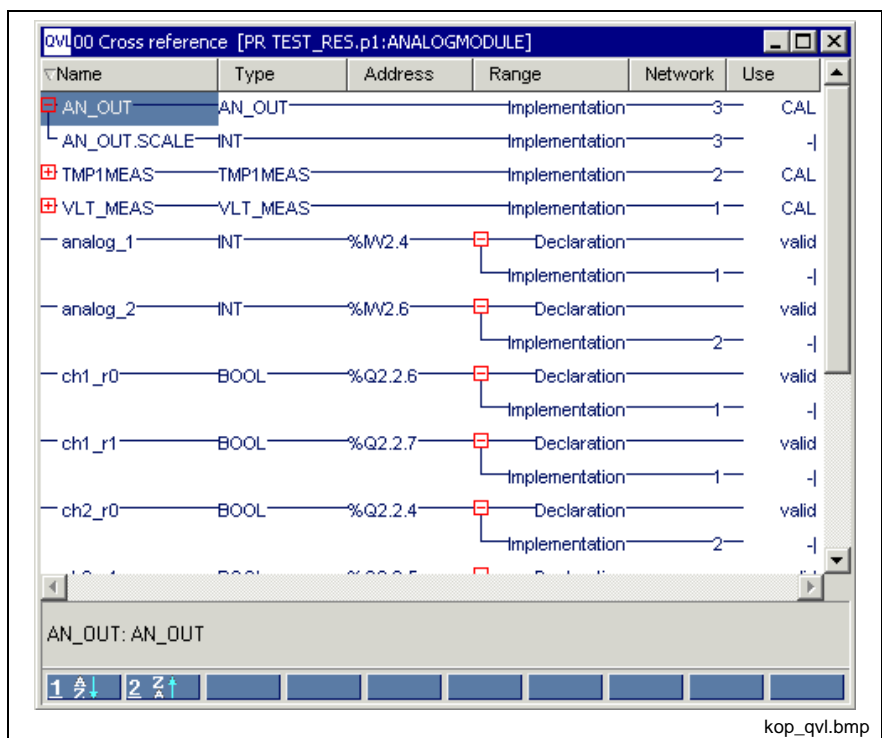 QVL00 Cross reference [PR TEST_RES.p1:ANALOGMODULE]
Name Type Address Range Network Use
AN_OUT AN_OUT Implementation 3 CAL
AN_OUT.SCALE INT Implementation 3 -|
TMP1MEAS TMP1MEAS Implementation 2 CAL
VLT_MEAS VLT_MEAS Implementation 1 CAL
analog_1 INT %IW2.4 Declaration valid
Implementation 1 -|
analog_2 INT %IW2.6 Declaration valid
Implementation 2 -|
ch1_r0 BOOL %Q2.2.6 Declaration valid
Implementation 1 -|
ch1_r1 BOOL %Q2.2.7 Declaration valid
Implementation 1 -|
ch2_r0 BOOL %Q2.2.4 Declaration valid
Implementation 2 -|
AN_OUT: AN_OUT
1 A Z 2 Z A
kop_qvl.bmp